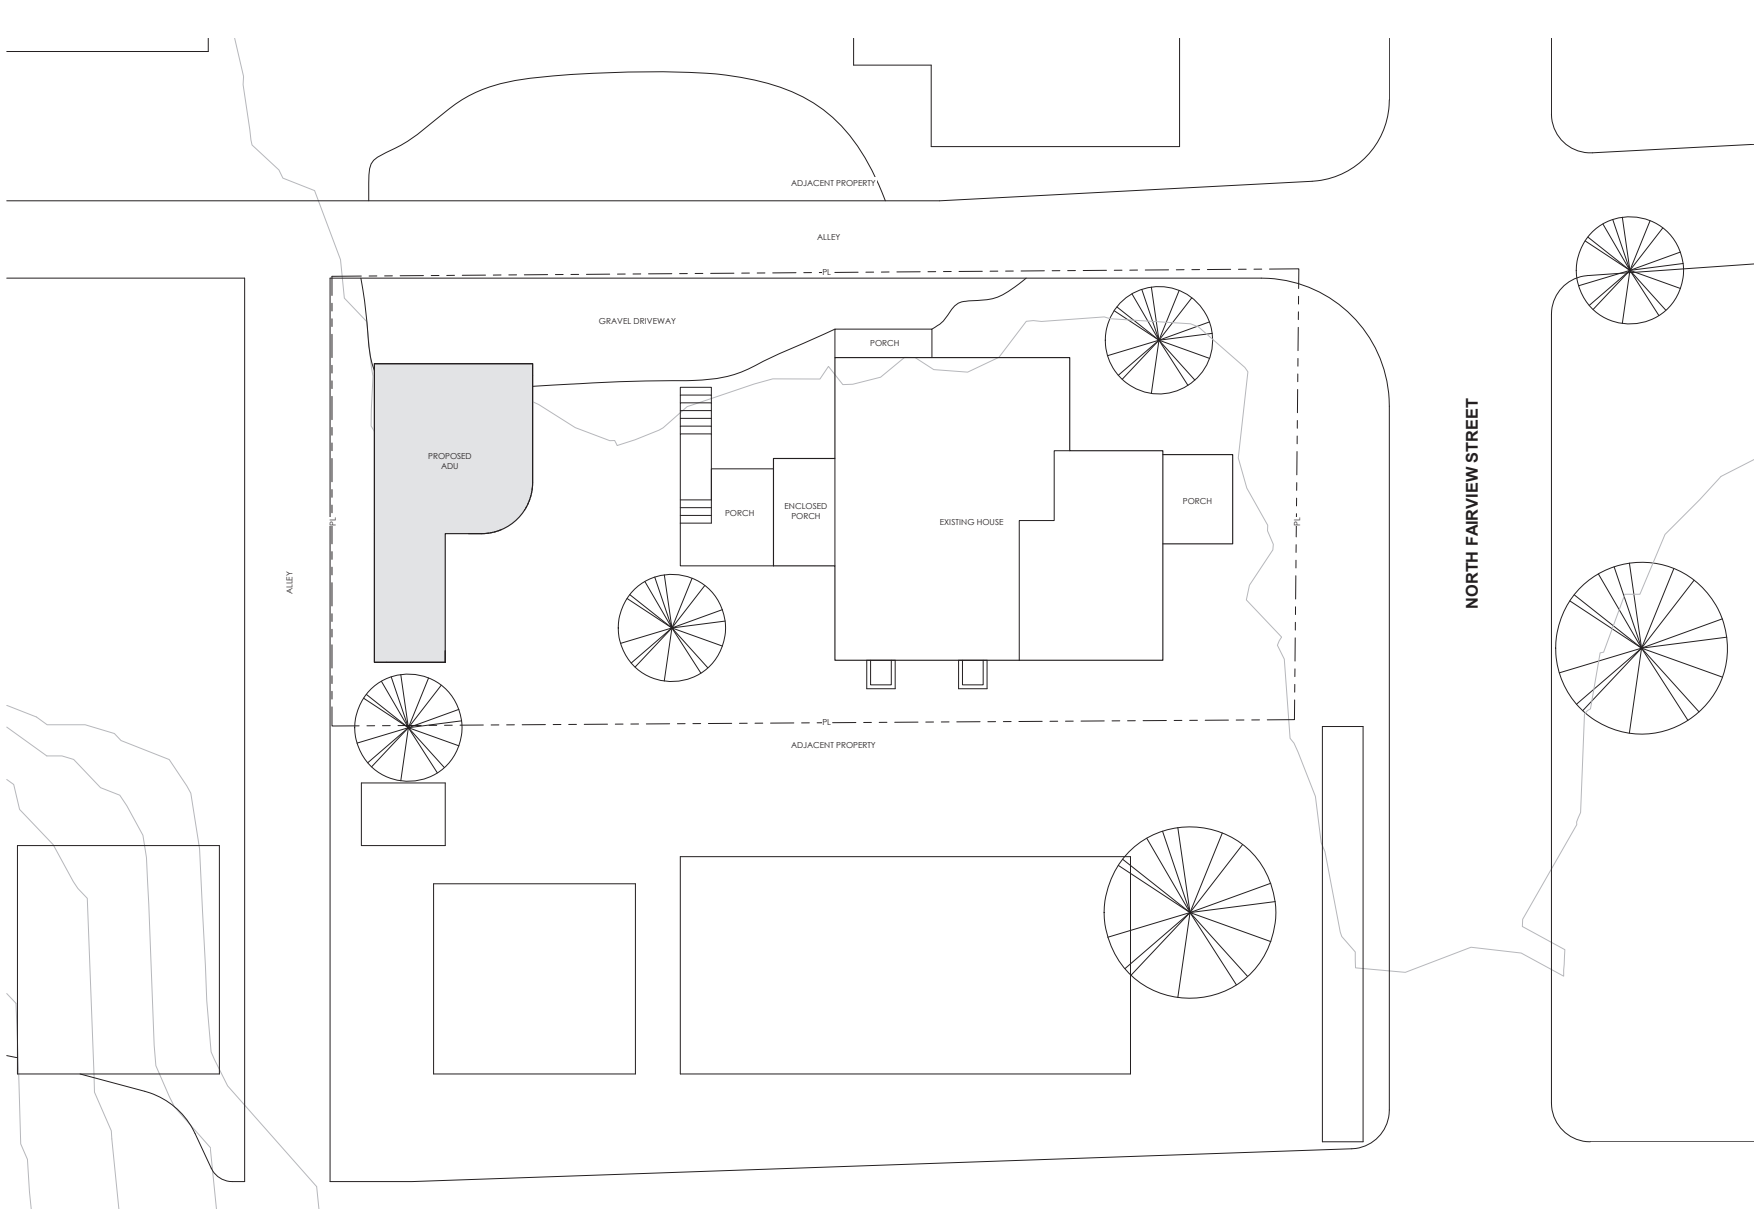 ADJACENT PROPERTY
ALLEY
PL
GRAVEL DRIVEWAY
PORCH
PROPOSED
ADU
PORCH
ENCLOSED
PORCH
EXISTING HOUSE
PORCH
PL
PL
NORTH FAIRVIEW STREET
ALLEY
PL
ADJACENT PROPERTY